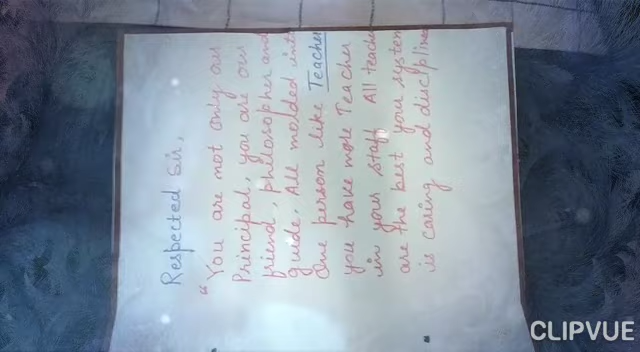 Respected Sir,
"You are not only our
Principal, you are our
friend, philosopher and
guide, All molded into
One person like Teacher
you have more Teacher
in your staff All teache
are the best your system
is caring and discipline
CLIPVUE